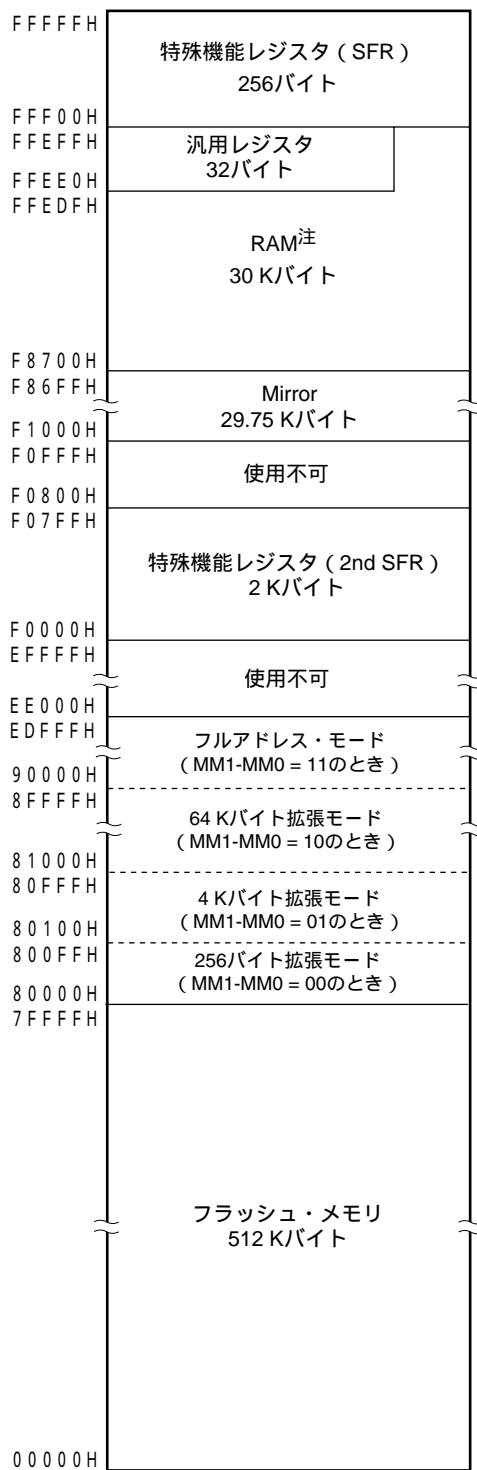 FFFFFH
特殊機能レジスタ（SFR）
256バイト
FFF00H
FFEFFH
汎用レジスタ
32バイト
FFEE0H
FFEDFH
RAM注
30 Kバイト
F8700H
F86FFH
Mirror
29.75 Kバイト
F1000H
F0FFFH
使用不可
F0800H
F07FFH
特殊機能レジスタ（2nd SFR）
2 Kバイト
F0000H
EFFFFH
使用不可
EE000H
EDFFFH
フルアドレス・モード
（MM1-MM0 = 11のとき）
90000H
8FFFFH
64 Kバイト拡張モード
（MM1-MM0 = 10のとき）
81000H
80FFFH
4 Kバイト拡張モード
（MM1-MM0 = 01のとき）
80100H
800FFH
256バイト拡張モード
（MM1-MM0 = 00のとき）
80000H
7FFFFH
フラッシュ・メモリ
512 Kバイト
00000H